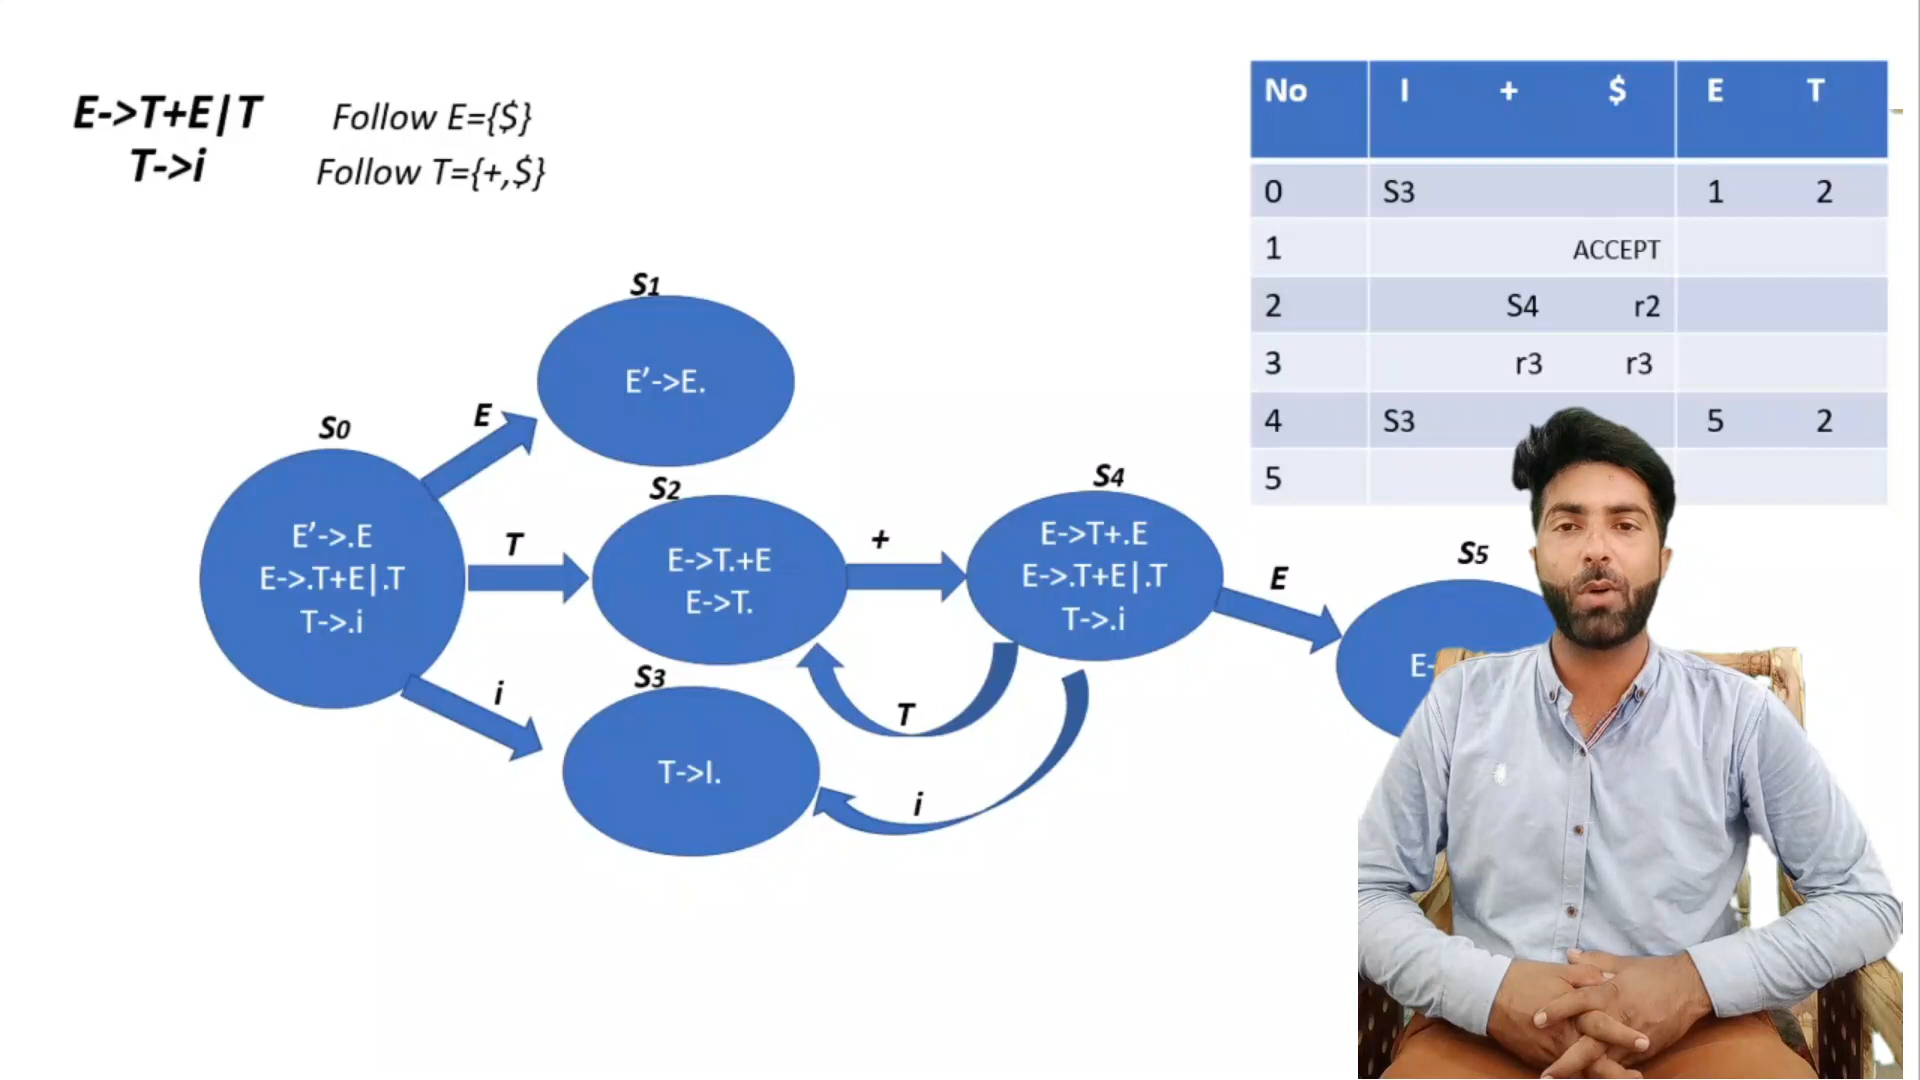 E->T+E|T Follow E={$}
T->i Follow T={+,$}
No I + $ E T
0 S3 1 2
1 ACCEPT
2 S4 r2
3 r3 r3
4 S3 5 2
5
S0
E'->.E
E->.T+E|.T
T->.i
E
S1
E'->E.
T
S2
E->T.+E
E->T.
i
S3
T->I.
+
S4
E->T+.E
E->.T+E|.T
T->.i
T
i
E
S5